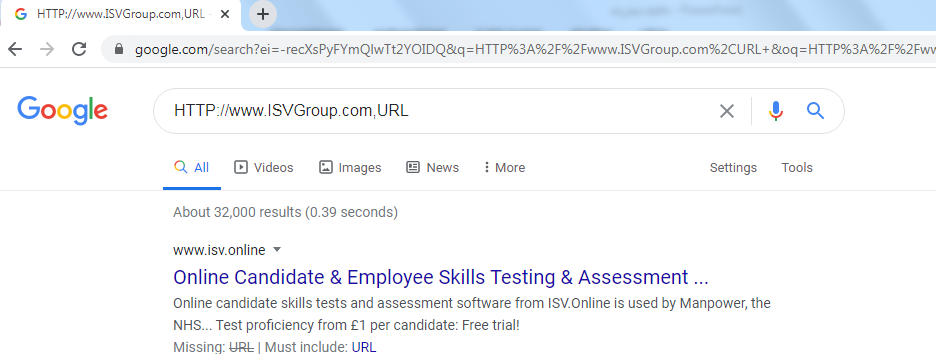 HTTP://www.ISVGroup.com,URL
google.com/search?ei=-recXsPyFYmQlwTt2YOIDQ&q=HTTP%3A%2F%2Fwww.ISVGroup.com%2CURL+&oq=HTTP%3A%2F%2Fww
Google HTTP://www.ISVGroup.com,URL
All Videos Images News More Settings Tools
About 32,000 results (0.39 seconds)
www.isv.online
Online Candidate & Employee Skills Testing & Assessment ...
Online candidate skills tests and assessment software from ISV.Online is used by Manpower, the
NHS... Test proficiency from £1 per candidate: Free trial!
Missing: URL | Must include: URL